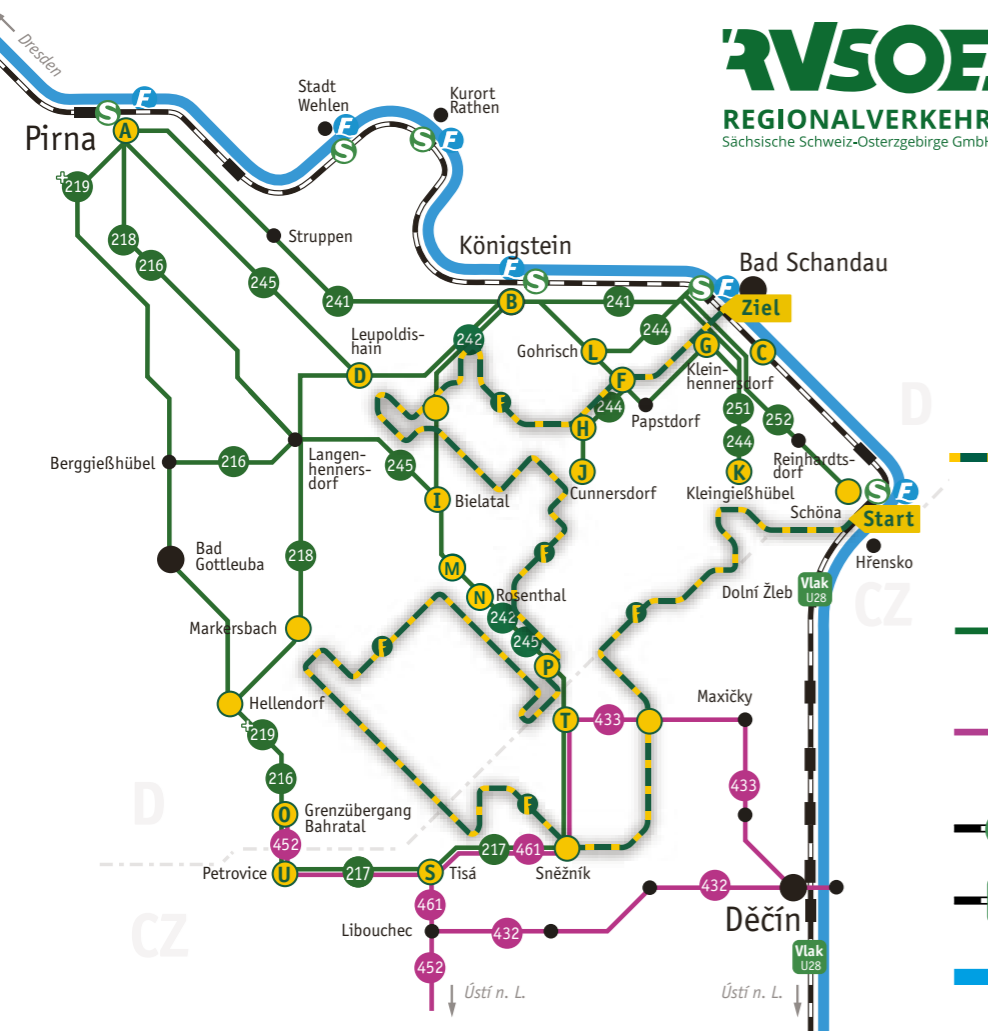 Dresden
RVSOE
REGIONALVERKEHR
Sächsische Schweiz-Osterzgebirge GmbH
Stadt
Wehlen
Kurort
Rathen
F
S
F
S
S
F
Pirna
A
+219
218
216
245
Struppen
241
Königstein
F
S
B
241
Bad Schandau
S
F
Ziel
Leupoldis-
hain
242
D
Gohrisch
L
244
G
C
Klein-
hennersdorf
F
F
244
Papstdorf
H
251
252
D
244
Berggießhübel
216
Langen-
henners-
dorf
245
I
Bielatal
J
Cunnersdorf
K
Kleingießhübel
Reinhardts-
dorf
S
F
Schöna
Start
Hřensko
218
F
Bad
Gottleuba
M
N
Rosenthal
242
245
Dolní Žleb
Vlak
U28
CZ
Markersbach
F
F
P
Hellendorf
+219
T
433
Maxičky
216
433
D
O
Grenzübergang
Bahratal
452
F
Petrovice
U
217
S
Tisá
217
461
Sněžník
461
432
Děčín
CZ
Libouchec
432
452
Vlak
U28
Ústí n. L.
Ústí n. L.